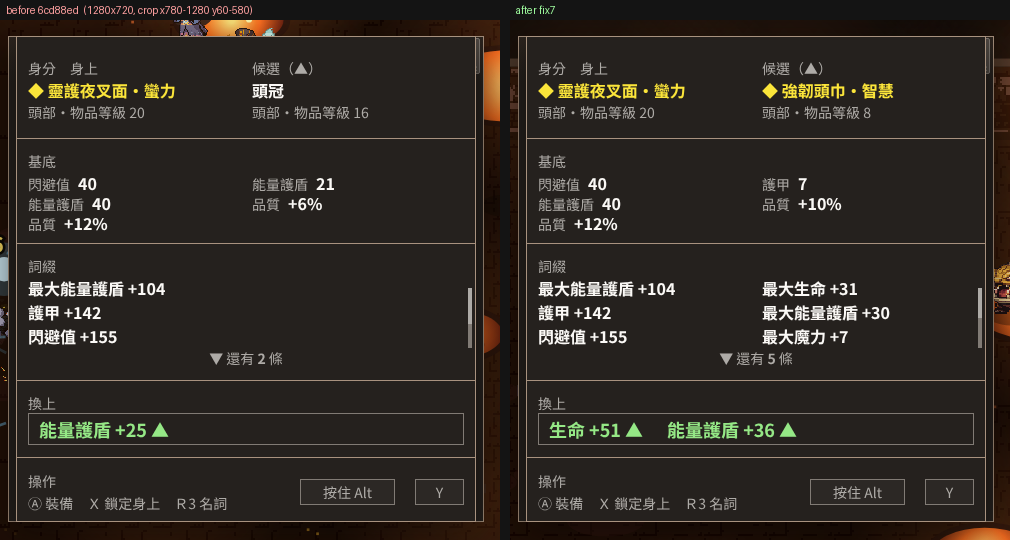 before 6cd88ed (1280x720, crop x780-1280 y60-580)
身分 身上
候選（▲）
◆ 靈護夜叉面・蠻力
頭冠
頭部・物品等級 20
頭部・物品等級 16
基底
閃避值 40
能量護盾 21
能量護盾 40
品質 +6%
品質 +12%
詞綴
最大能量護盾 +104
護甲 +142
閃避值 +155
▼ 還有 2 條
換上
能量護盾 +25 ▲
操作
Ⓐ 裝備 X 鎖定身上 R3 名詞
按住 Alt
Y
after fix7
身分 身上
候選（▲）
◆ 靈護夜叉面・蠻力
◆ 強韌頭巾・智慧
頭部・物品等級 20
頭部・物品等級 8
基底
閃避值 40
護甲 7
能量護盾 40
品質 +10%
品質 +12%
詞綴
最大能量護盾 +104
最大生命 +31
護甲 +142
最大能量護盾 +30
閃避值 +155
最大魔力 +7
▼ 還有 5 條
換上
生命 +51 ▲ 能量護盾 +36 ▲
操作
Ⓐ 裝備 X 鎖定身上 R3 名詞
按住 Alt
Y